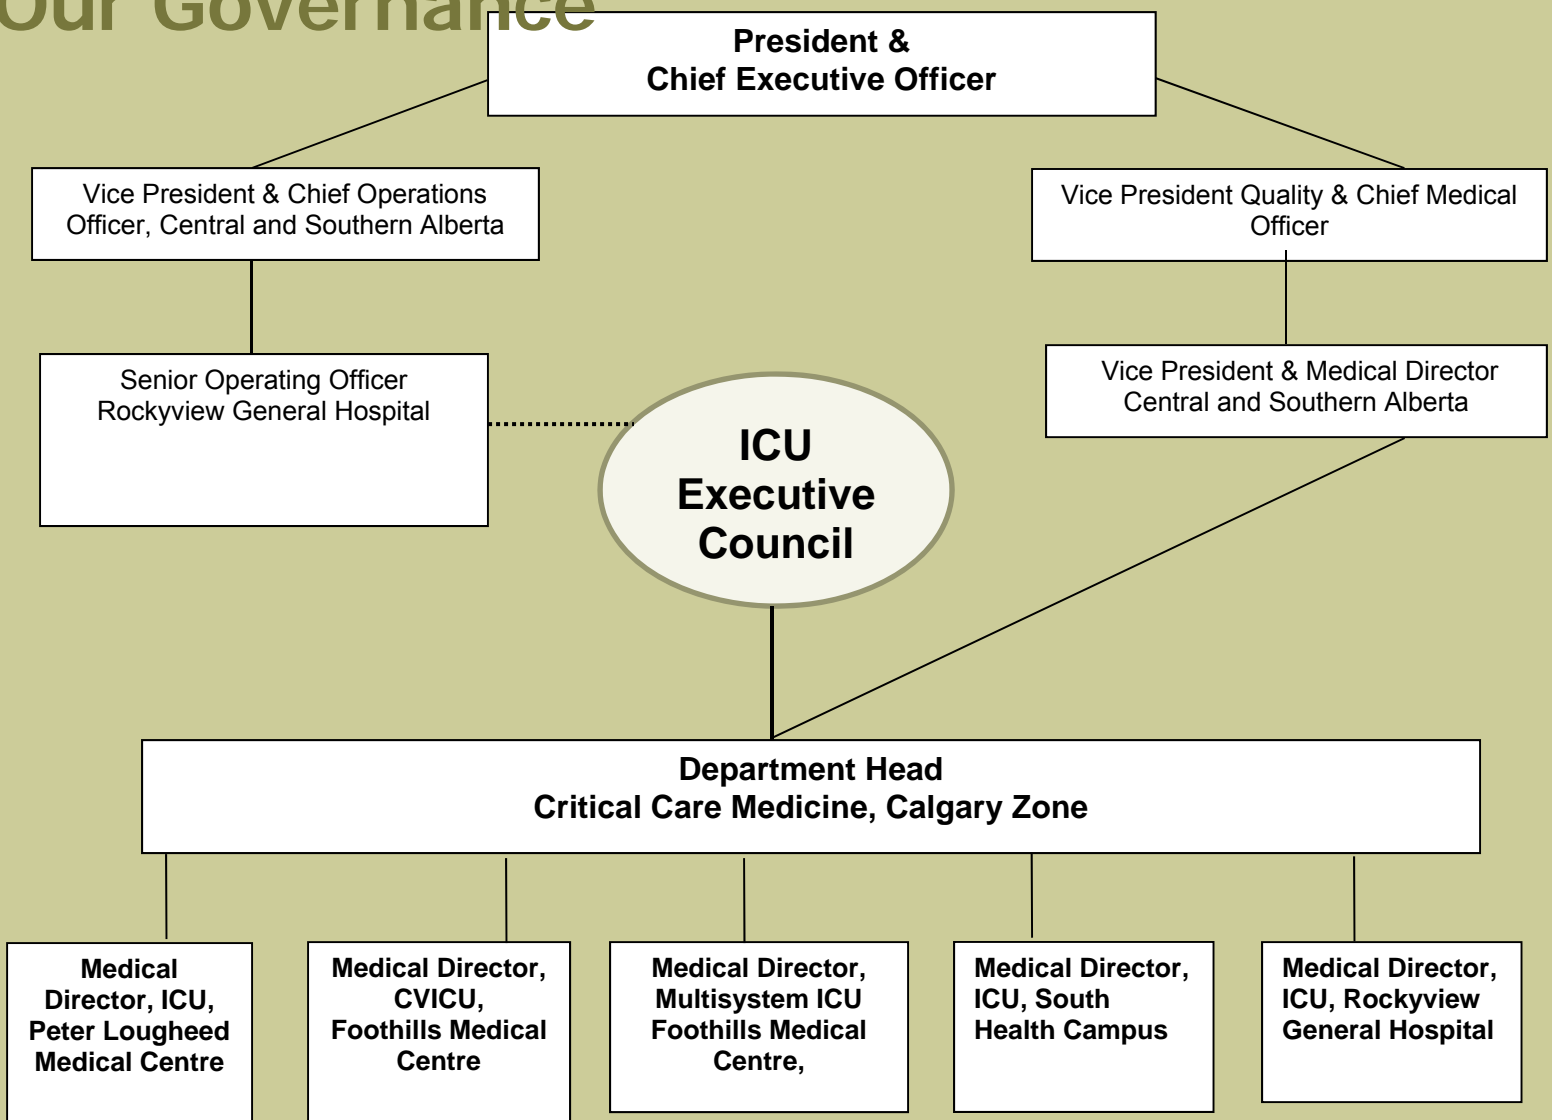 Our Governance
President &
Chief Executive Officer
Vice President & Chief Operations
Officer, Central and Southern Alberta
Vice President Quality & Chief Medical
Officer
Senior Operating Officer
Rockyview General Hospital
Vice President & Medical Director
Central and Southern Alberta
ICU
Executive
Council
Department Head
Critical Care Medicine, Calgary Zone
Medical
Director, ICU,
Peter Lougheed
Medical Centre
Medical Director,
CVICU,
Foothills Medical
Centre
Medical Director,
Multisystem ICU
Foothills Medical
Centre,
Medical Director,
ICU, South
Health Campus
Medical Director,
ICU, Rockyview
General Hospital